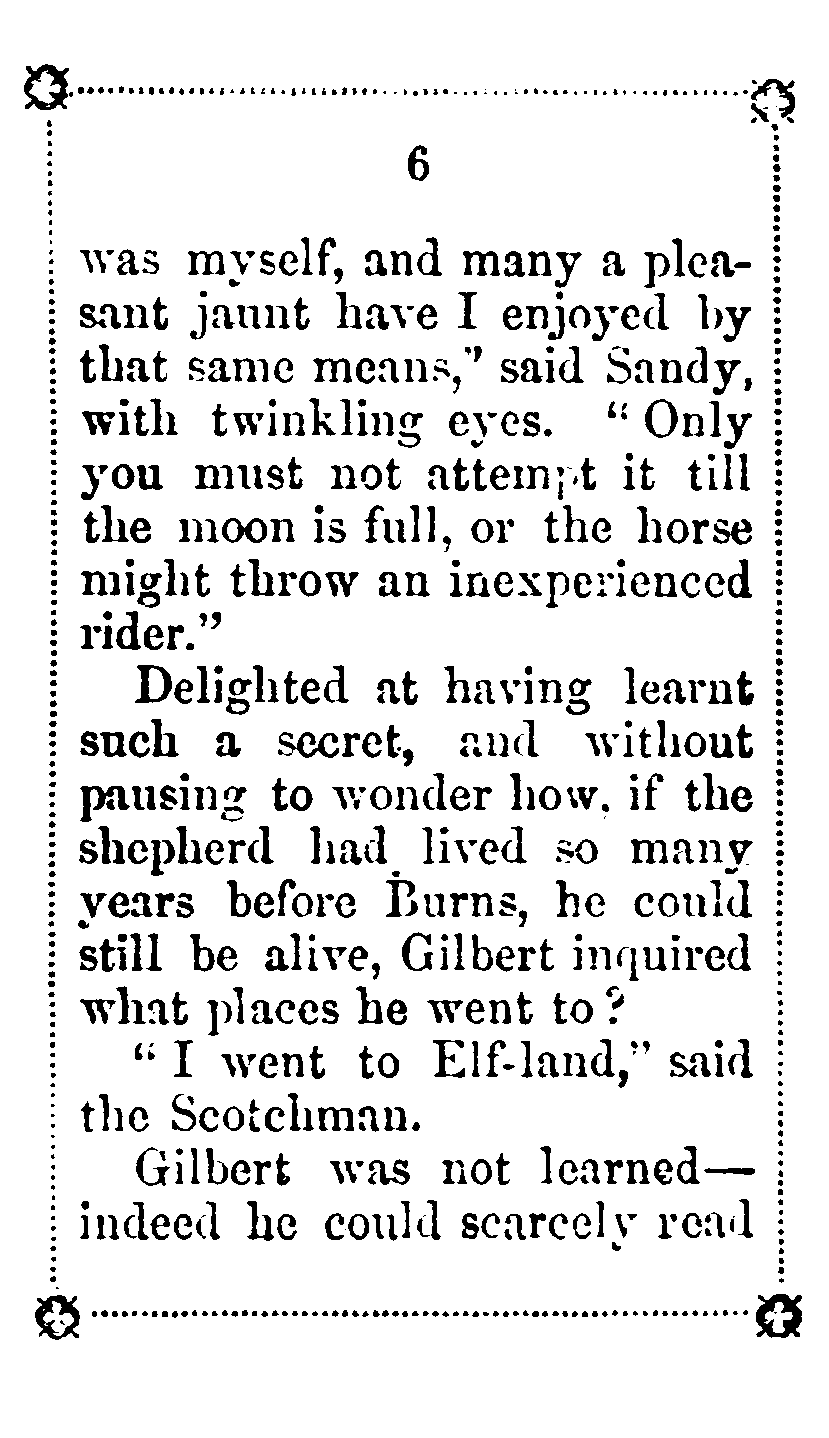 6
was myself, and many a plea-
sant jaunt have I enjoyed by
that same means," said Sandy,
with twinkling eyes. "Only
you must not attempt it till
the moon is full, or the horse
might throw an inexperienced
rider."
Delighted at having learnt
such a secret, and without
pausing to wonder how, if the
shepherd had lived so many
years before Burns, he could
still be alive, Gilbert inquired
what places he went to?
"I went to Elf-land," said
the Scotchman.
Gilbert was not learned—
indeed he could scarcely read